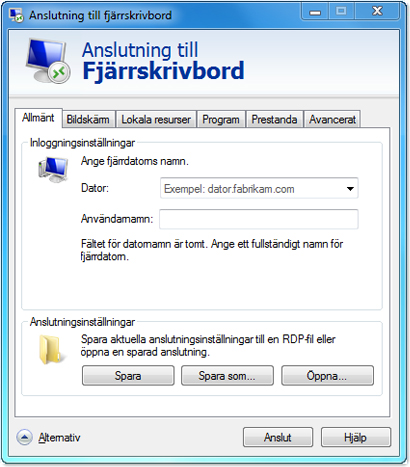 Anslutning till fjärrskrivbord
Anslutning till
Fjärrskrivbord
Allmänt Bildskärm Lokala resurser Program Prestanda Avancerat
Inloggningsinställningar
Ange fjärrdatorns namn.
Dator: Exempel: dator.fabrikam.com
Användarnamn:
Fältet för datornamn är tomt. Ange ett fullständigt namn för
fjärrdatorn.
Anslutningsinställningar
Spara aktuella anslutningsinställningar till en RDP-fil eller
öppna en sparad anslutning.
Spara Spara som... Öppna...
Alternativ Anslut Hjälp